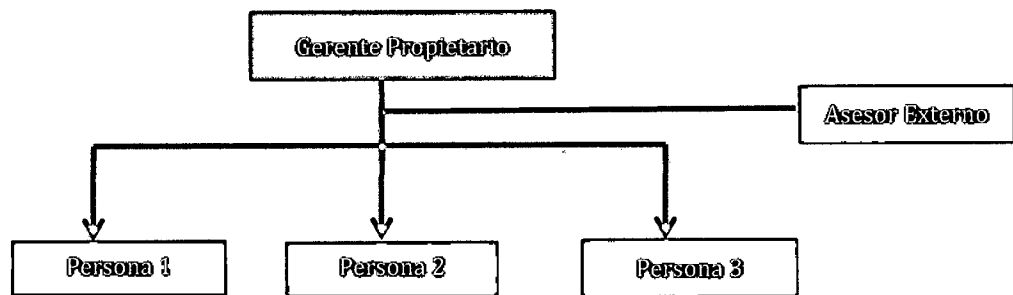 Gerente Propietario
Asesor Externo
Persona 1
Persona 2
Persona 3